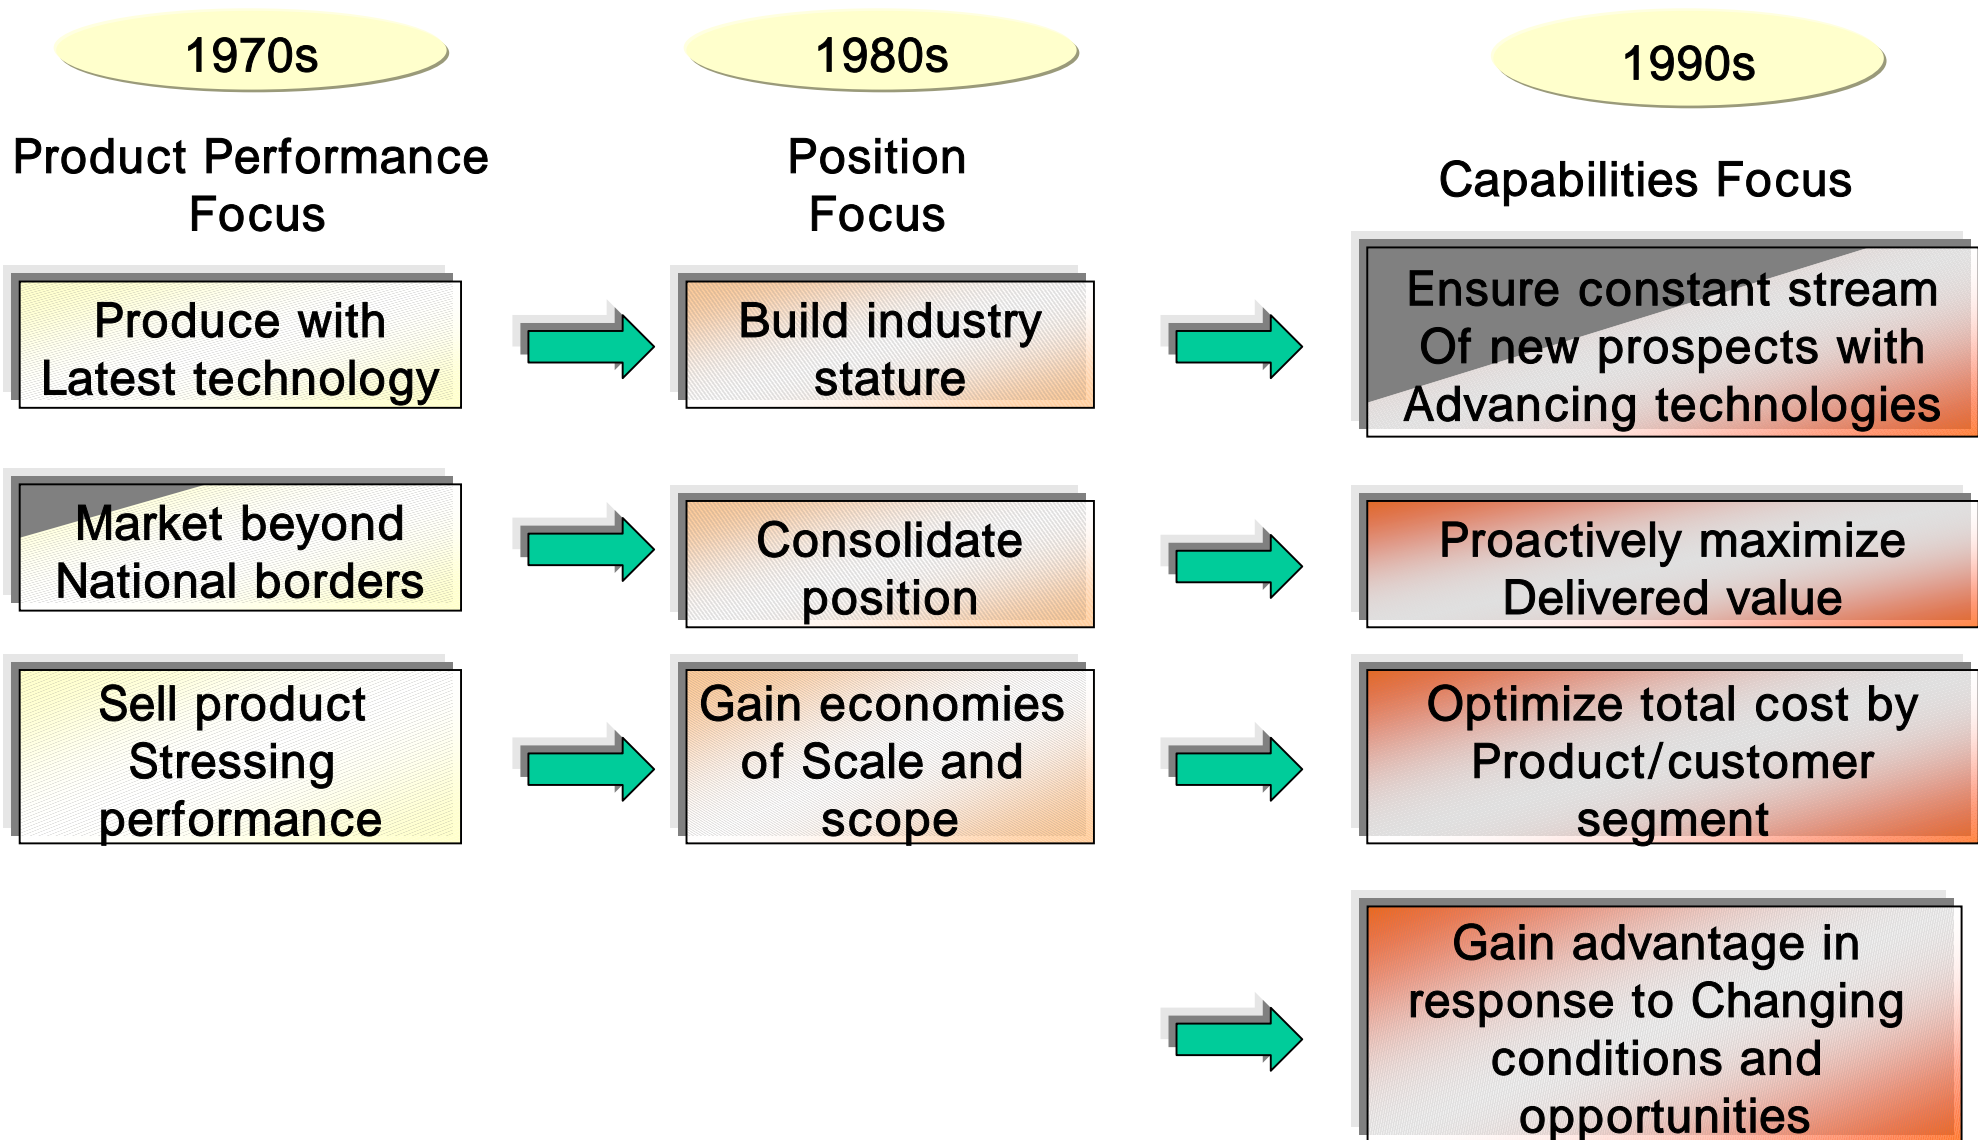 1970s
1980s
1990s
Product Performance
Focus
Position
Focus
Capabilities Focus
Produce with
Latest technology
Build industry
stature
Ensure constant stream
Of new prospects with
Advancing technologies
Market beyond
National borders
Consolidate
position
Proactively maximize
Delivered value
Sell product
Stressing
performance
Gain economies
of Scale and
scope
Optimize total cost by
Product/customer
segment
Gain advantage in
response to Changing
conditions and
opportunities